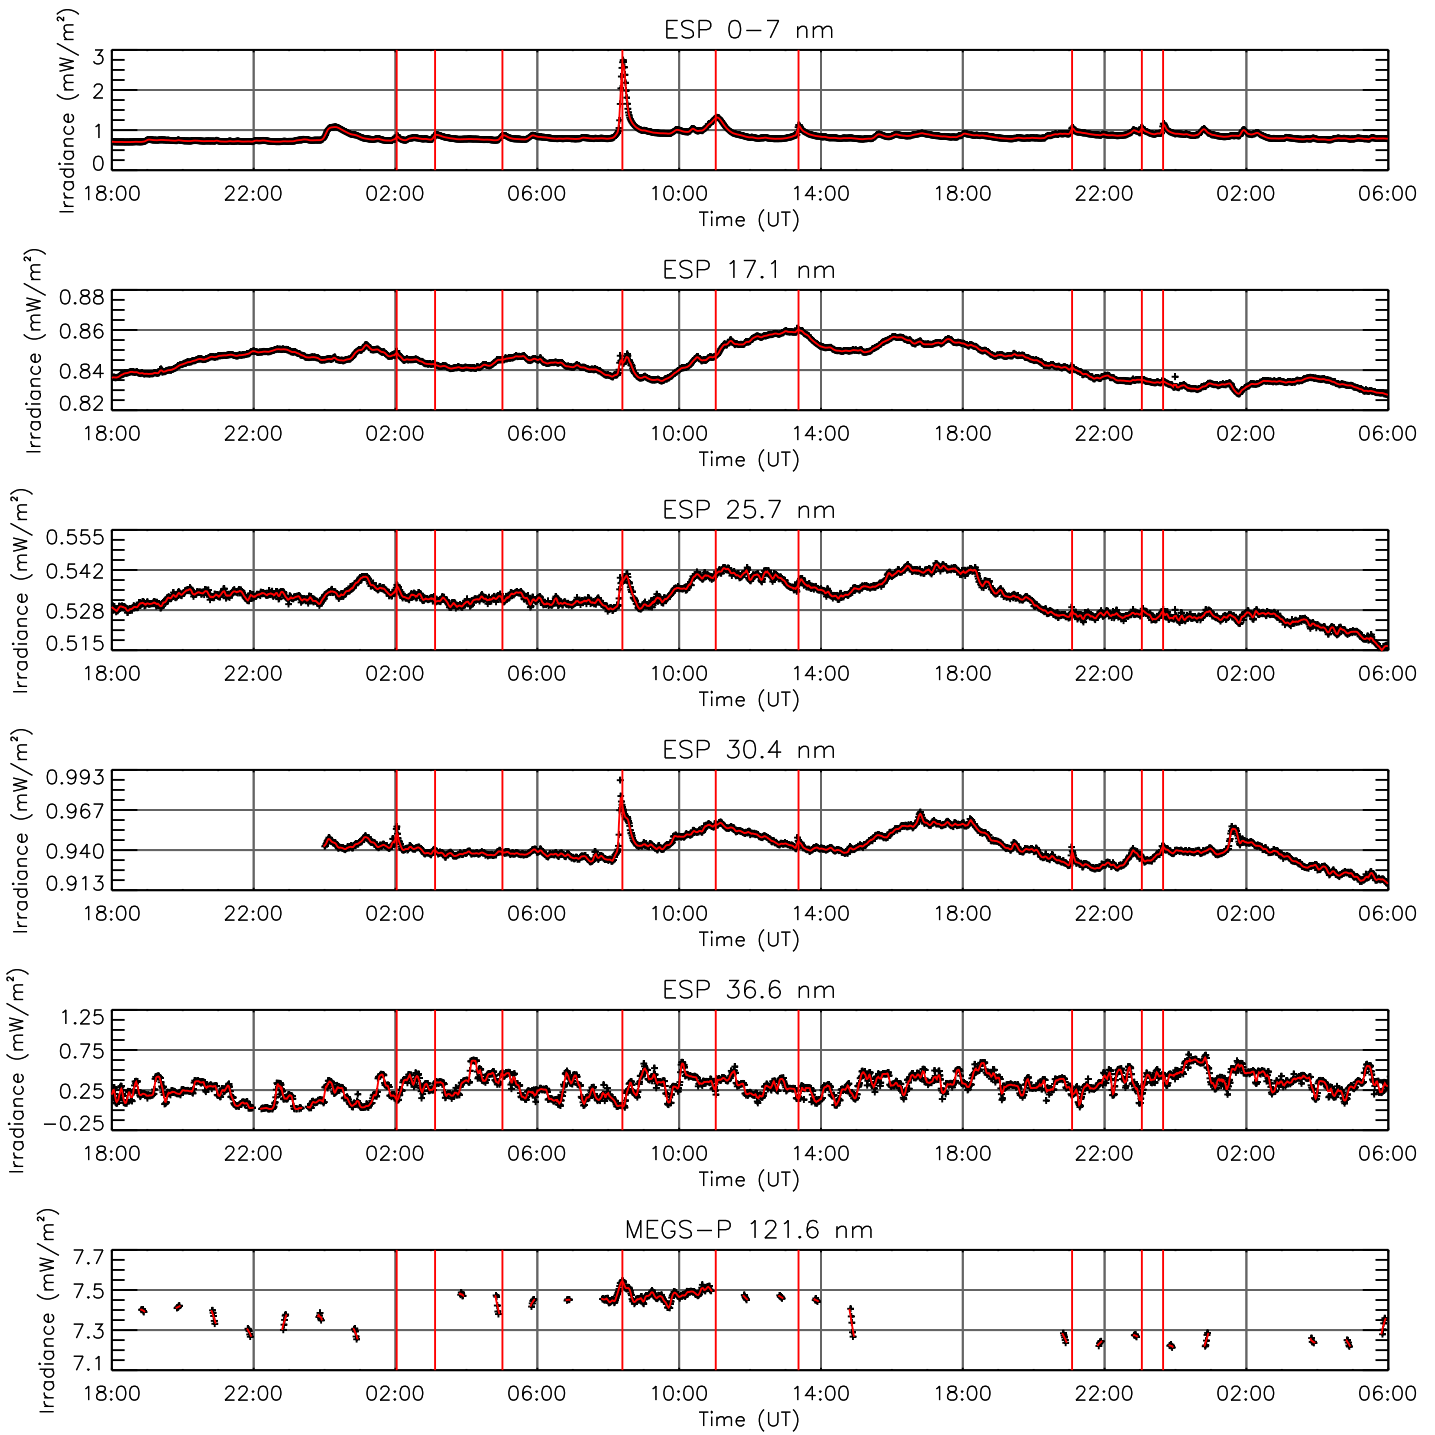 ESP 0-7 nm
Irradiance (mW/m²)
3
2
1
0
18:00 22:00 02:00 06:00 10:00 14:00 18:00 22:00 02:00 06:00
Time (UT)
ESP 17.1 nm
Irradiance (mW/m²)
0.88
0.86
0.84
0.82
18:00 22:00 02:00 06:00 10:00 14:00 18:00 22:00 02:00 06:00
Time (UT)
ESP 25.7 nm
Irradiance (mW/m²)
0.555
0.542
0.528
0.515
18:00 22:00 02:00 06:00 10:00 14:00 18:00 22:00 02:00 06:00
Time (UT)
ESP 30.4 nm
Irradiance (mW/m²)
0.993
0.967
0.940
0.913
18:00 22:00 02:00 06:00 10:00 14:00 18:00 22:00 02:00 06:00
Time (UT)
ESP 36.6 nm
Irradiance (mW/m²)
1.25
0.75
0.25
-0.25
18:00 22:00 02:00 06:00 10:00 14:00 18:00 22:00 02:00 06:00
Time (UT)
MEGS-P 121.6 nm
Irradiance (mW/m²)
7.7
7.5
7.3
7.1
18:00 22:00 02:00 06:00 10:00 14:00 18:00 22:00 02:00 06:00
Time (UT)